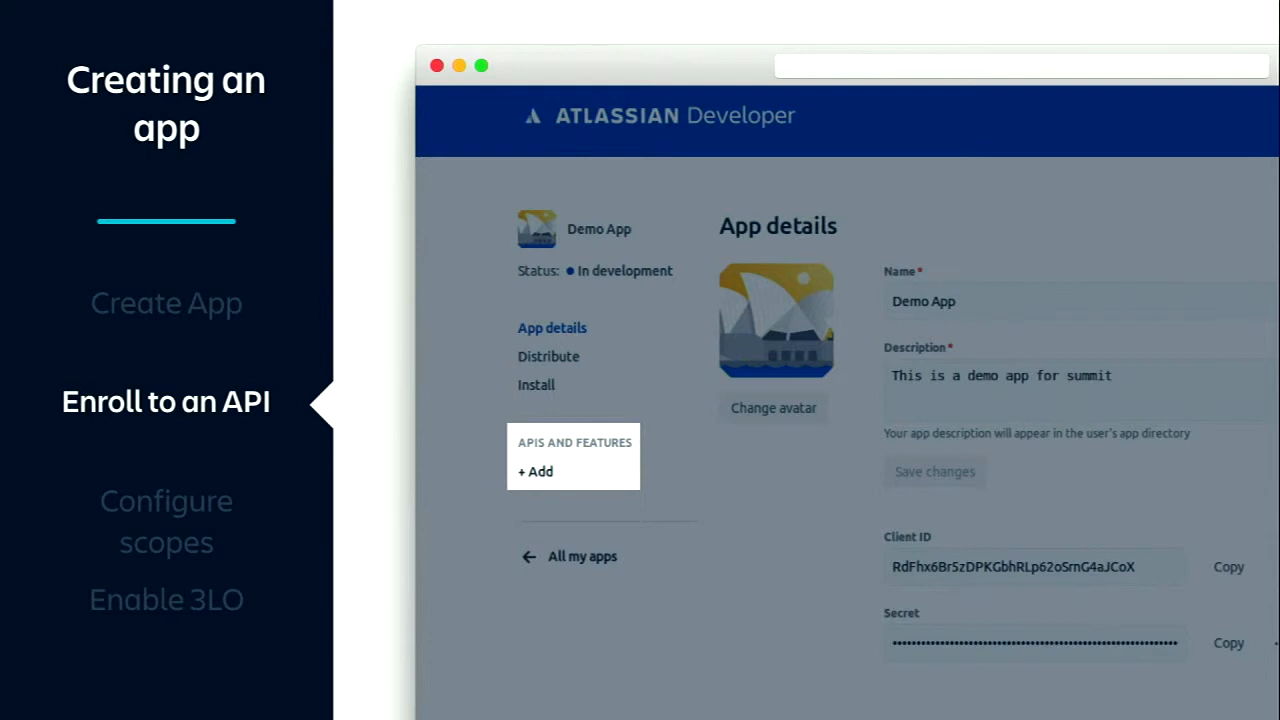 Creating an
app
Create App
Enroll to an API
Configure
scopes
Enable 3LO
ATLASSIAN Developer
Demo App
Status: In development
App details
Distribute
Install
APIS AND FEATURES
+ Add
All my apps
App details
Change avatar
Name*
Demo App
Description*
This is a demo app for summit
Your app description will appear in the user's app directory
Save changes
Client ID
RdFhx6Br5zDPKGbhRLp62oSrnG4aJCoX
Copy
Secret
Copy